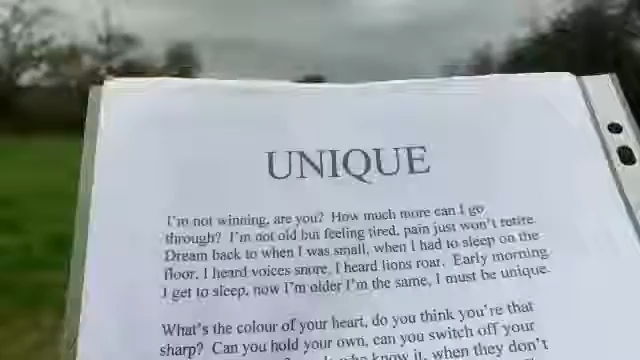 UNIQUE
I'm not winning, are you? How much more can I go
through? I'm not old but feeling tired, pain just won't retire.
Dream back to when I was small, when I had to sleep on the
floor, I heard voices snore, I heard lions roar. Early morning,
I get to sleep, now I'm older I'm the same, I must be unique.
What's the colour of your heart, do you think you're that
sharp? Can you hold your own, can you switch off your
who know it, when they don't